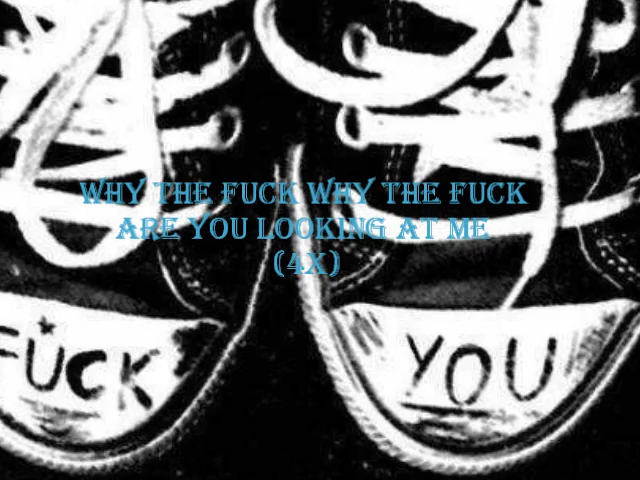 WHY THE FUCK WHY THE FUCK
ARE YOU LOOKING AT ME
(4X)
FUCK YOU